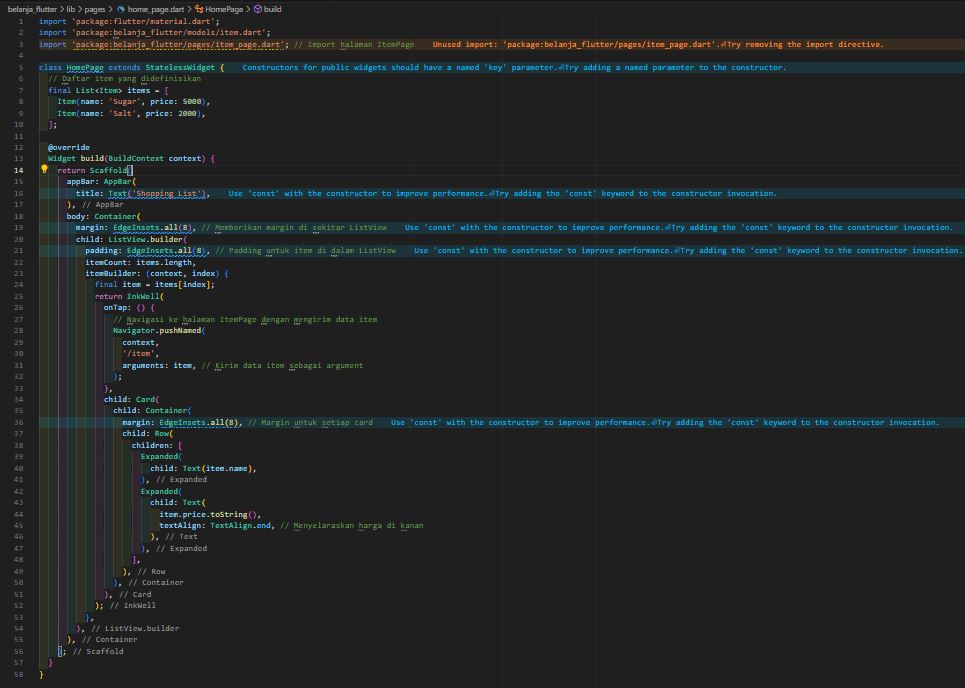 belanja_flutter > lib > pages > home_page.dart > HomePage > build
1 import 'package:flutter/material.dart';
2 import 'package:belanja_flutter/models/item.dart';
3 import 'package:belanja_flutter/pages/item_page.dart'; // Import halaman ItemPage Unused import: 'package:belanja_flutter/pages/item_page.dart'.⏎Try removing the import directive.
4
5 class HomePage extends StatelessWidget { Constructors for public widgets should have a named 'key' parameter.⏎Try adding a named parameter to the constructor.
6 // Daftar item yang didefinisikan
7 final List<Item> items = [
8 Item(name: 'Sugar', price: 5000),
9 Item(name: 'Salt', price: 2000),
10 ];
11
12 @override
13 Widget build(BuildContext context) {
14 return Scaffold(
15 appBar: AppBar(
16 title: Text('Shopping List'), Use 'const' with the constructor to improve performance.⏎Try adding the 'const' keyword to the constructor invocation.
17 ), // AppBar
18 body: Container(
19 margin: EdgeInsets.all(8), // Memberikan margin di sekitar ListView Use 'const' with the constructor to improve performance.⏎Try adding the 'const' keyword to the constructor invocation.
20 child: ListView.builder(
21 padding: EdgeInsets.all(8), // Padding untuk item di dalam ListView Use 'const' with the constructor to improve performance.⏎Try adding the 'const' keyword to the constructor invocation.
22 itemCount: items.length,
23 itemBuilder: (context, index) {
24 final item = items[index];
25 return InkWell(
26 onTap: () {
27 // Navigasi ke halaman ItemPage dengan mengirim data item
28 Navigator.pushNamed(
29 context,
30 '/item',
31 arguments: item, // Kirim data item sebagai argument
32 );
33 },
34 child: Card(
35 child: Container(
36 margin: EdgeInsets.all(8), // Margin untuk setiap card Use 'const' with the constructor to improve performance.⏎Try adding the 'const' keyword to the constructor invocation.
37 child: Row(
38 children: [
39 Expanded(
40 child: Text(item.name),
41 ), // Expanded
42 Expanded(
43 child: Text(
44 item.price.toString(),
45 textAlign: TextAlign.end, // Menyelaraskan harga di kanan
46 ), // Text
47 ), // Expanded
48 ],
49 ), // Row
50 ), // Container
51 ), // Card
52 ); // InkWell
53 },
54 ), // ListView.builder
55 ), // Container
56 ); // Scaffold
57 }
58 }